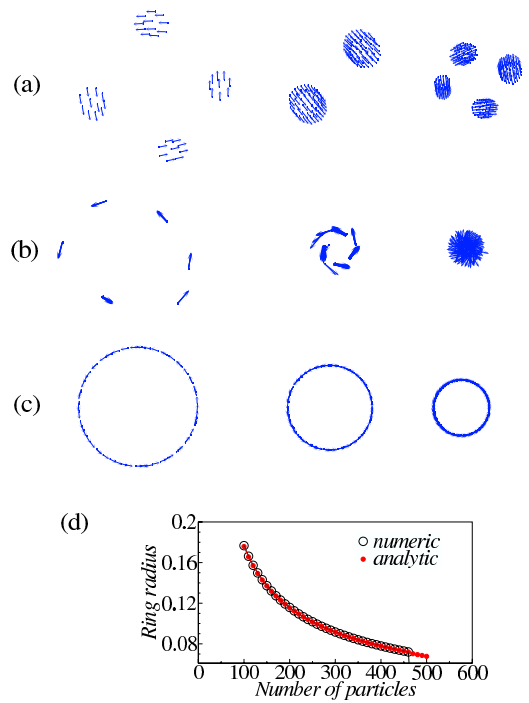 (a)
(b)
(c)
(d)
0.2
0.16
0.12
0.08
Ring radius
numeric
analytic
0 100 200 300 400 500 600
Number of particles